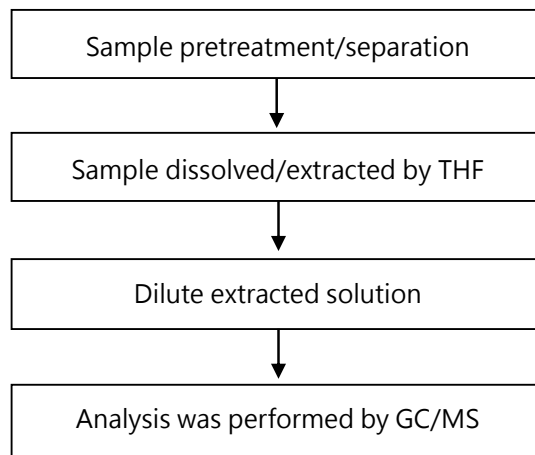 Sample pretreatment/separation
Sample dissolved/extracted by THF
Dilute extracted solution
Analysis was performed by GC/MS